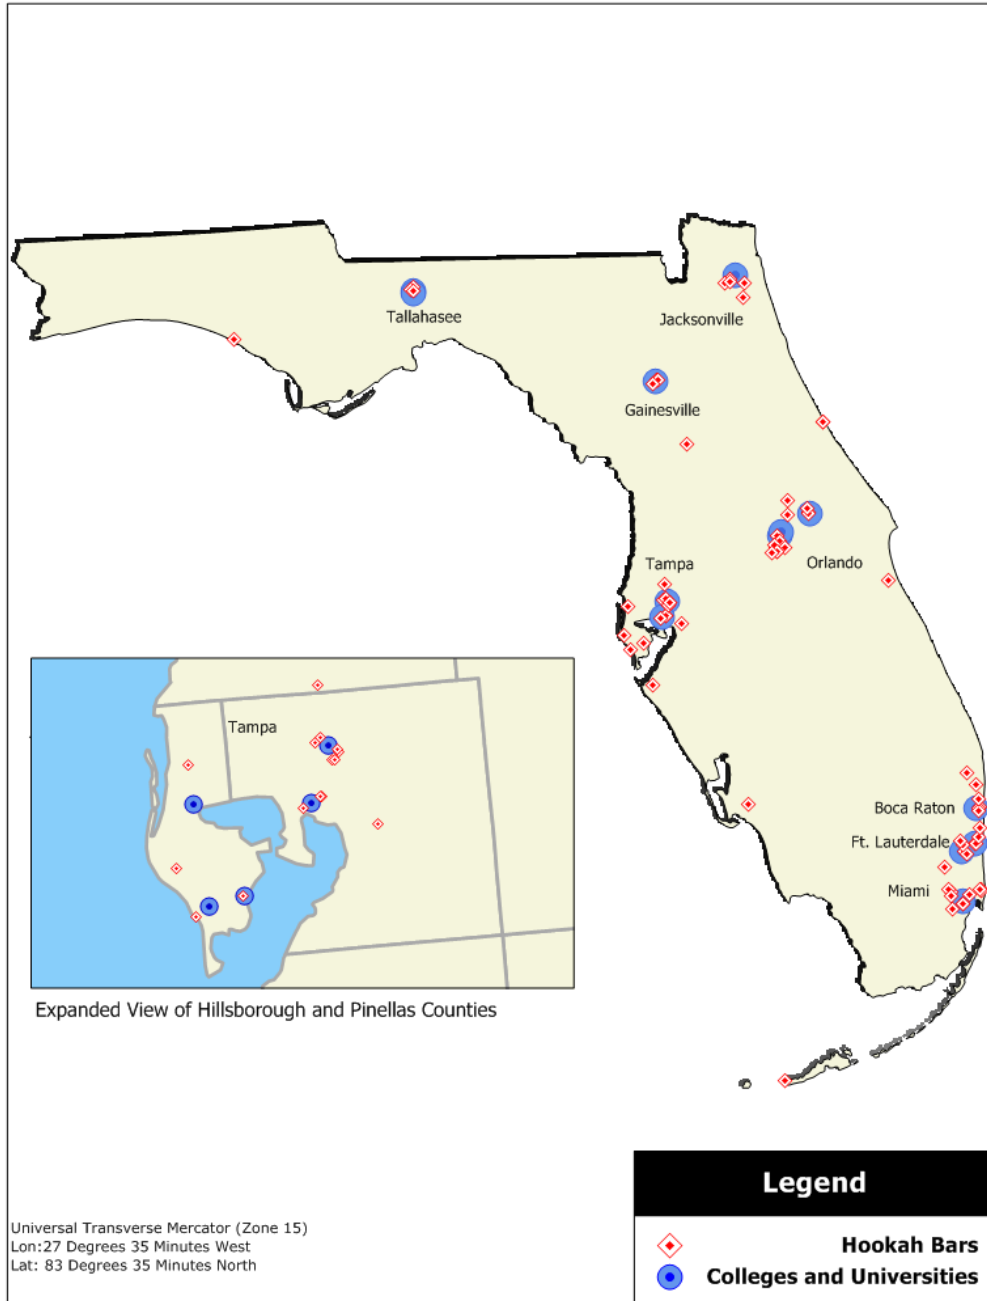 Tallahasee
Jacksonville
Gainesville
Orlando
Tampa
Tampa
Boca Raton
Ft. Lauderdale
Miami
Expanded View of Hillsborough and Pinellas Counties
Legend
Hookah Bars
Colleges and Universities
Universal Transverse Mercator (Zone 15)
Lon:27 Degrees 35 Minutes West
Lat: 83 Degrees 35 Minutes North